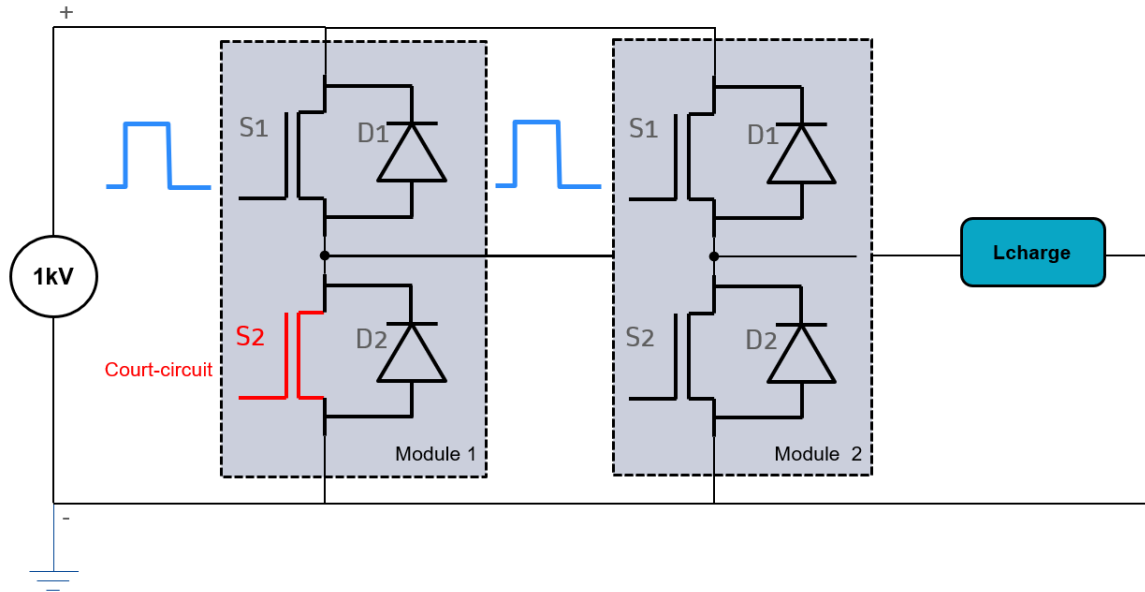 +
S1
D1
S1
D1
1kV
Lcharge
S2
D2
S2
D2
Court-circuit
Module 1
Module 2
-